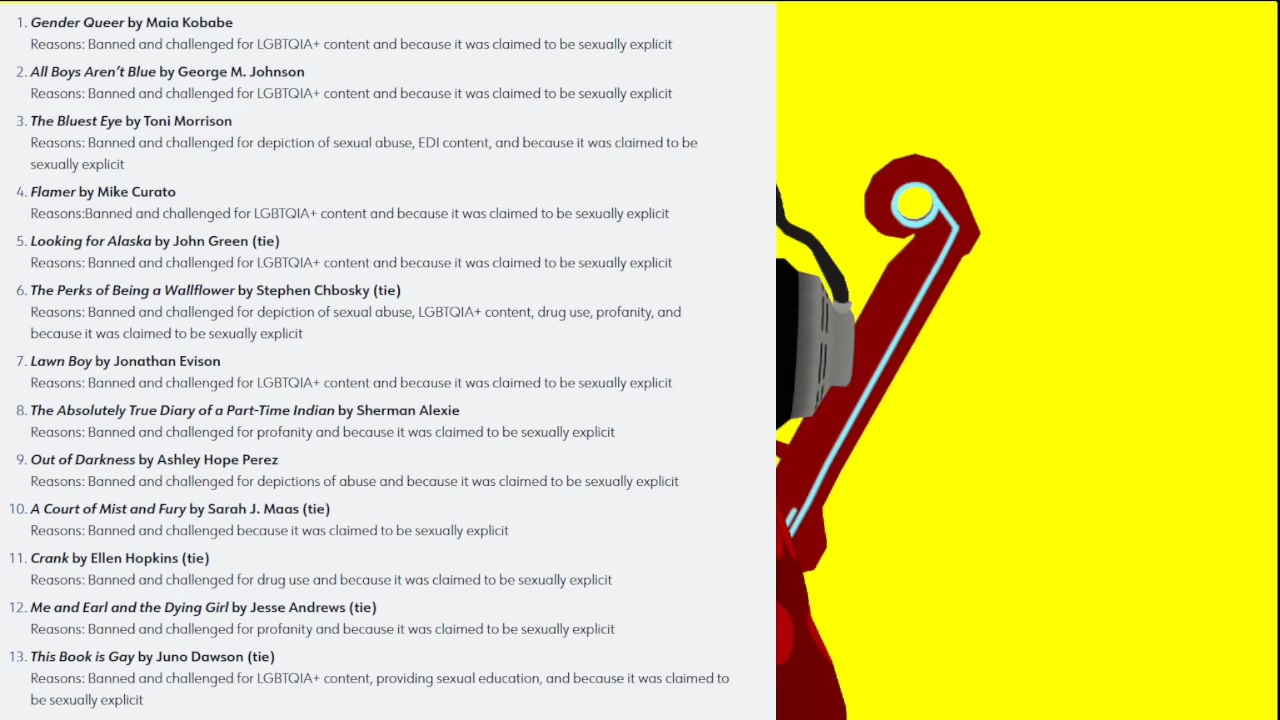 1. Gender Queer by Maia Kobabe
Reasons: Banned and challenged for LGBTQIA+ content and because it was claimed to be sexually explicit
2. All Boys Aren’t Blue by George M. Johnson
Reasons: Banned and challenged for LGBTQIA+ content and because it was claimed to be sexually explicit
3. The Bluest Eye by Toni Morrison
Reasons: Banned and challenged for depiction of sexual abuse, EDI content, and because it was claimed to be
sexually explicit
4. Flamer by Mike Curato
Reasons:Banned and challenged for LGBTQIA+ content and because it was claimed to be sexually explicit
5. Looking for Alaska by John Green (tie)
Reasons: Banned and challenged for LGBTQIA+ content and because it was claimed to be sexually explicit
6. The Perks of Being a Wallflower by Stephen Chbosky (tie)
Reasons: Banned and challenged for depiction of sexual abuse, LGBTQIA+ content, drug use, profanity, and
because it was claimed to be sexually explicit
7. Lawn Boy by Jonathan Evison
Reasons: Banned and challenged for LGBTQIA+ content and because it was claimed to be sexually explicit
8. The Absolutely True Diary of a Part-Time Indian by Sherman Alexie
Reasons: Banned and challenged for profanity and because it was claimed to be sexually explicit
9. Out of Darkness by Ashley Hope Perez
Reasons: Banned and challenged for depictions of abuse and because it was claimed to be sexually explicit
10. A Court of Mist and Fury by Sarah J. Maas (tie)
Reasons: Banned and challenged because it was claimed to be sexually explicit
11. Crank by Ellen Hopkins (tie)
Reasons: Banned and challenged for drug use and because it was claimed to be sexually explicit
12. Me and Earl and the Dying Girl by Jesse Andrews (tie)
Reasons: Banned and challenged for profanity and because it was claimed to be sexually explicit
13. This Book is Gay by Juno Dawson (tie)
Reasons: Banned and challenged for LGBTQIA+ content, providing sexual education, and because it was claimed to
be sexually explicit